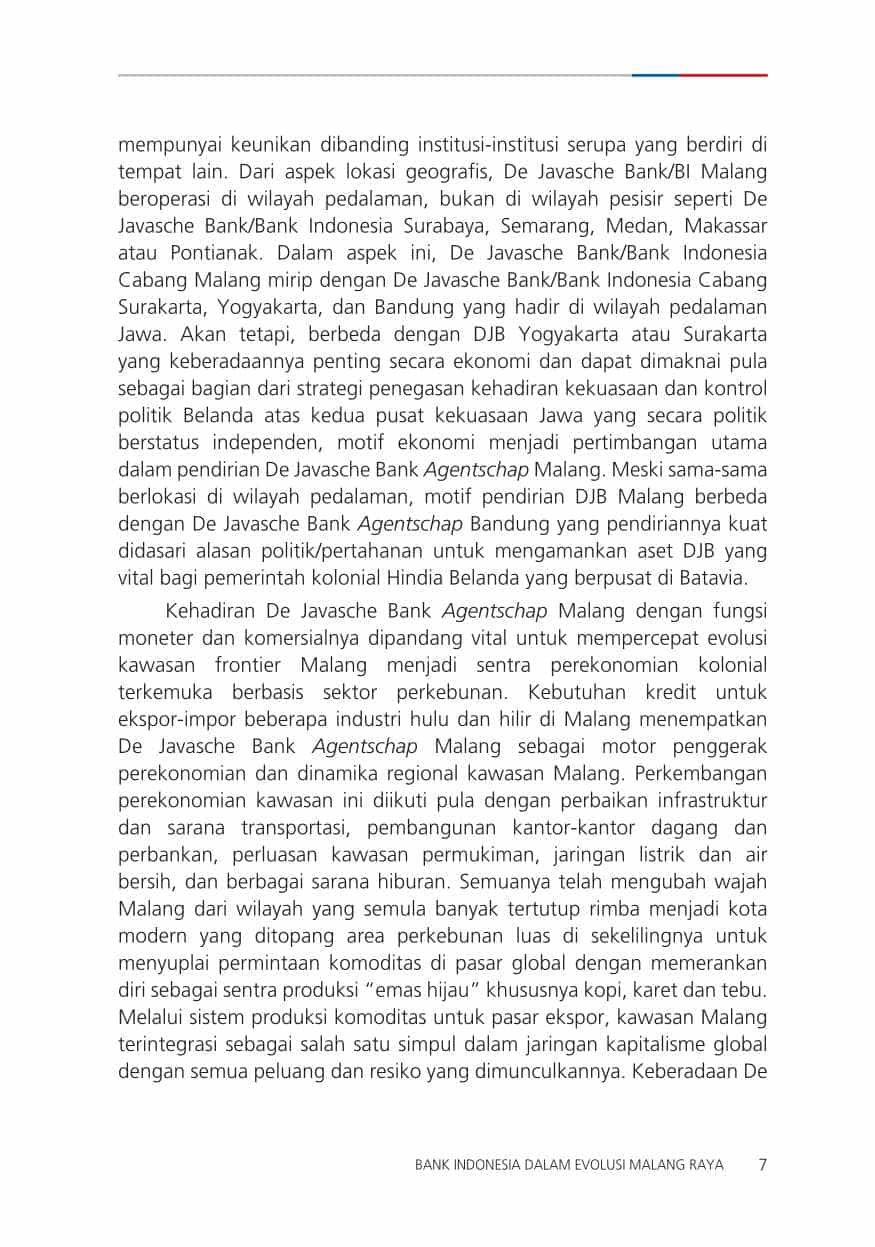 mempunyai keunikan dibanding institusi-institusi serupa yang berdiri di
tempat lain. Dari aspek lokasi geografis, De Javasche Bank/BI Malang
beroperasi di wilayah pedalaman, bukan di wilayah pesisir seperti De
Javasche Bank/Bank Indonesia Surabaya, Semarang, Medan, Makassar
atau Pontianak. Dalam aspek ini, De Javasche Bank/Bank Indonesia
Cabang Malang mirip dengan De Javasche Bank/Bank Indonesia Cabang
Surakarta, Yogyakarta, dan Bandung yang hadir di wilayah pedalaman
Jawa. Akan tetapi, berbeda dengan DJB Yogyakarta atau Surakarta
yang keberadaannya penting secara ekonomi dan dapat dimaknai pula
sebagai bagian dari strategi penegasan kehadiran kekuasaan dan kontrol
politik Belanda atas kedua pusat kekuasaan Jawa yang secara politik
berstatus independen, motif ekonomi menjadi pertimbangan utama
dalam pendirian De Javasche Bank Agentschap Malang. Meski sama-sama
berlokasi di wilayah pedalaman, motif pendirian DJB Malang berbeda
dengan De Javasche Bank Agentschap Bandung yang pendiriannya kuat
didasari alasan politik/pertahanan untuk mengamankan aset DJB yang
vital bagi pemerintah kolonial Hindia Belanda yang berpusat di Batavia.
Kehadiran De Javasche Bank Agentschap Malang dengan fungsi
moneter dan komersialnya dipandang vital untuk mempercepat evolusi
kawasan frontier Malang menjadi sentra perekonomian kolonial
terkemuka berbasis sektor perkebunan. Kebutuhan kredit untuk
ekspor-impor beberapa industri hulu dan hilir di Malang menempatkan
De Javasche Bank Agentschap Malang sebagai motor penggerak
perekonomian dan dinamika regional kawasan Malang. Perkembangan
perekonomian kawasan ini diikuti pula dengan perbaikan infrastruktur
dan sarana transportasi, pembangunan kantor-kantor dagang dan
perbankan, perluasan kawasan permukiman, jaringan listrik dan air
bersih, dan berbagai sarana hiburan. Semuanya telah mengubah wajah
Malang dari wilayah yang semula banyak tertutup rimba menjadi kota
modern yang ditopang area perkebunan luas di sekelilingnya untuk
menyuplai permintaan komoditas di pasar global dengan memerankan
diri sebagai sentra produksi “emas hijau” khususnya kopi, karet dan tebu.
Melalui sistem produksi komoditas untuk pasar ekspor, kawasan Malang
terintegrasi sebagai salah satu simpul dalam jaringan kapitalisme global
dengan semua peluang dan resiko yang dimunculkannya. Keberadaan De
BANK INDONESIA DALAM EVOLUSI MALANG RAYA 7